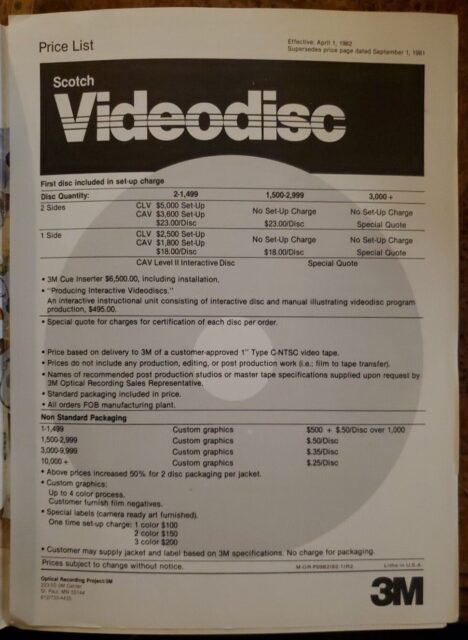 Price List
Effective: April 1, 1982
Supersedes price page dated September 1, 1981
Scotch
Videodisc
First disc included in set-up charge
Disc Quantity: 2-1,499 1,500-2,999 3,000 +
2 Sides CLV $5,000 Set-Up
CAV $3,600 Set-Up No Set-Up Charge No Set-Up Charge
$23.00/Disc $23.00/Disc Special Quote
1 Side CLV $2,500 Set-Up
CAV $1,800 Set-Up No Set-Up Charge No Set-Up Charge
$18.00/Disc $18.00/Disc Special Quote
CAV Level II Interactive Disc Special Quote
• 3M Cue Inserter $6,500.00, including installation.
• "Producing Interactive Videodiscs."
An interactive instructional unit consisting of interactive disc and manual illustrating videodisc program
production, $495.00.
• Special quote for charges for certification of each disc per order.
• Price based on delivery to 3M of a customer-approved 1" Type C-NTSC video tape.
• Prices do not include any production, editing, or post production work (i.e.: film to tape transfer).
• Names of recommended post production studios or master tape specifications supplied upon request by
3M Optical Recording Sales Representative.
• Standard packaging included in price.
• All orders FOB manufacturing plant.
Non Standard Packaging
1-1,499 Custom graphics $500 + $.50/Disc over 1,000
1,500-2,999 Custom graphics $.50/Disc
3,000-9,999 Custom graphics $.35/Disc
10,000 + Custom graphics $.25/Disc
• Above prices increased 50% for 2 disc packaging per jacket.
• Custom graphics:
Up to 4 color process.
Customer furnish film negatives.
• Special labels (camera ready art furnished).
One time set-up charge: 1 color $100
2 color $150
3 color $200
• Customer may supply jacket and label based on 3M specifications. No charge for packaging.
Prices subject to change without notice.
Litho in U.S.A.
Optical Recording Project/3M
223-5S 3M Center
St. Paul, MN 55144
3M